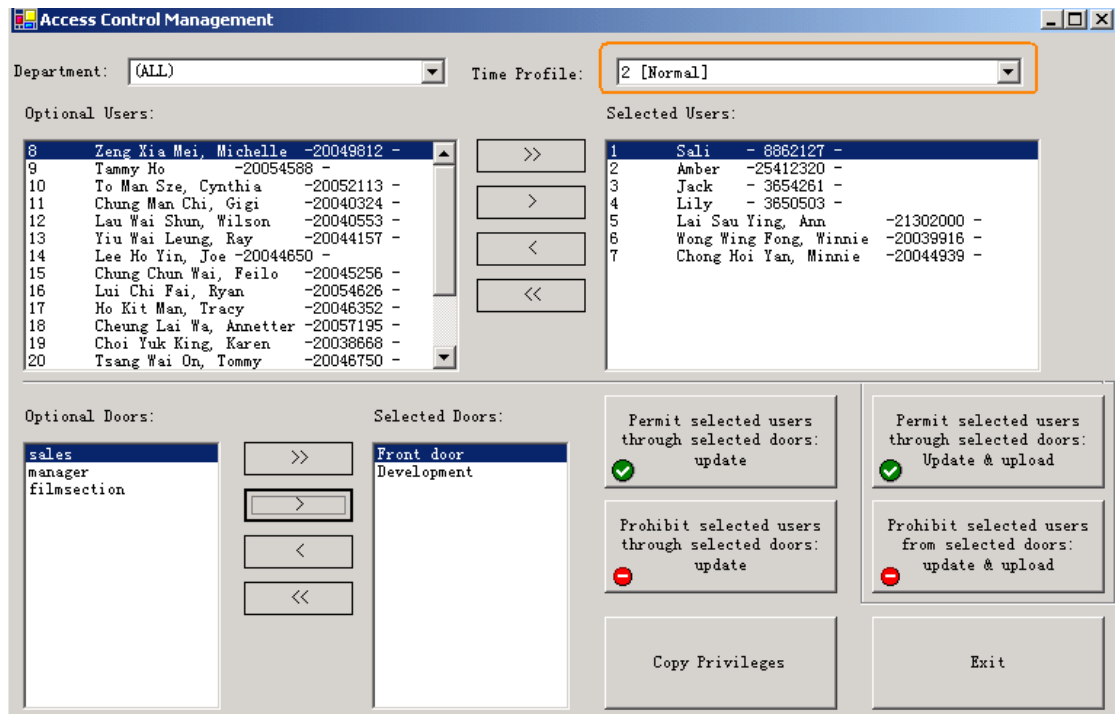 Access Control Management
Department: (ALL) Time Profile: 2 [Normal]
Optional Users: Selected Users:
8 Zeng Xia Mei, Michelle -20049812 -
9 Tammy Ho -20054588 -
10 To Man Sze, Cynthia -20052113 -
11 Chung Man Chi, Gigi -20040324 -
12 Lau Wai Shun, Wilson -20040553 -
13 Yiu Wai Leung, Ray -20044157 -
14 Lee Ho Yin, Joe -20044650 -
15 Chung Chun Wai, Feilo -20045256 -
16 Lui Chi Fai, Ryan -20054626 -
17 Ho Kit Man, Tracy -20046352 -
18 Cheung Lai Wa, Annetter -20057195 -
19 Choi Yuk King, Karen -20038668 -
20 Tsang Wai On, Tommy -20046750 -
>>
>
<
<<
1 Sali - 8862127 -
2 Amber -25412320 -
3 Jack - 3654261 -
4 Lily - 3650503 -
5 Lai Sau Ying, Ann -21302000 -
6 Wong Wing Fong, Winnie -20039916 -
7 Chong Hoi Yan, Minnie -20044939 -
Optional Doors: Selected Doors:
sales
manager
filmsection
>>
>
<
<<
Front door
Development
Permit selected users
through selected doors:
update
Permit selected users
through selected doors:
Update & upload
Prohibit selected users
through selected doors:
update
Prohibit selected users
from selected doors:
update & upload
Copy Privileges
Exit